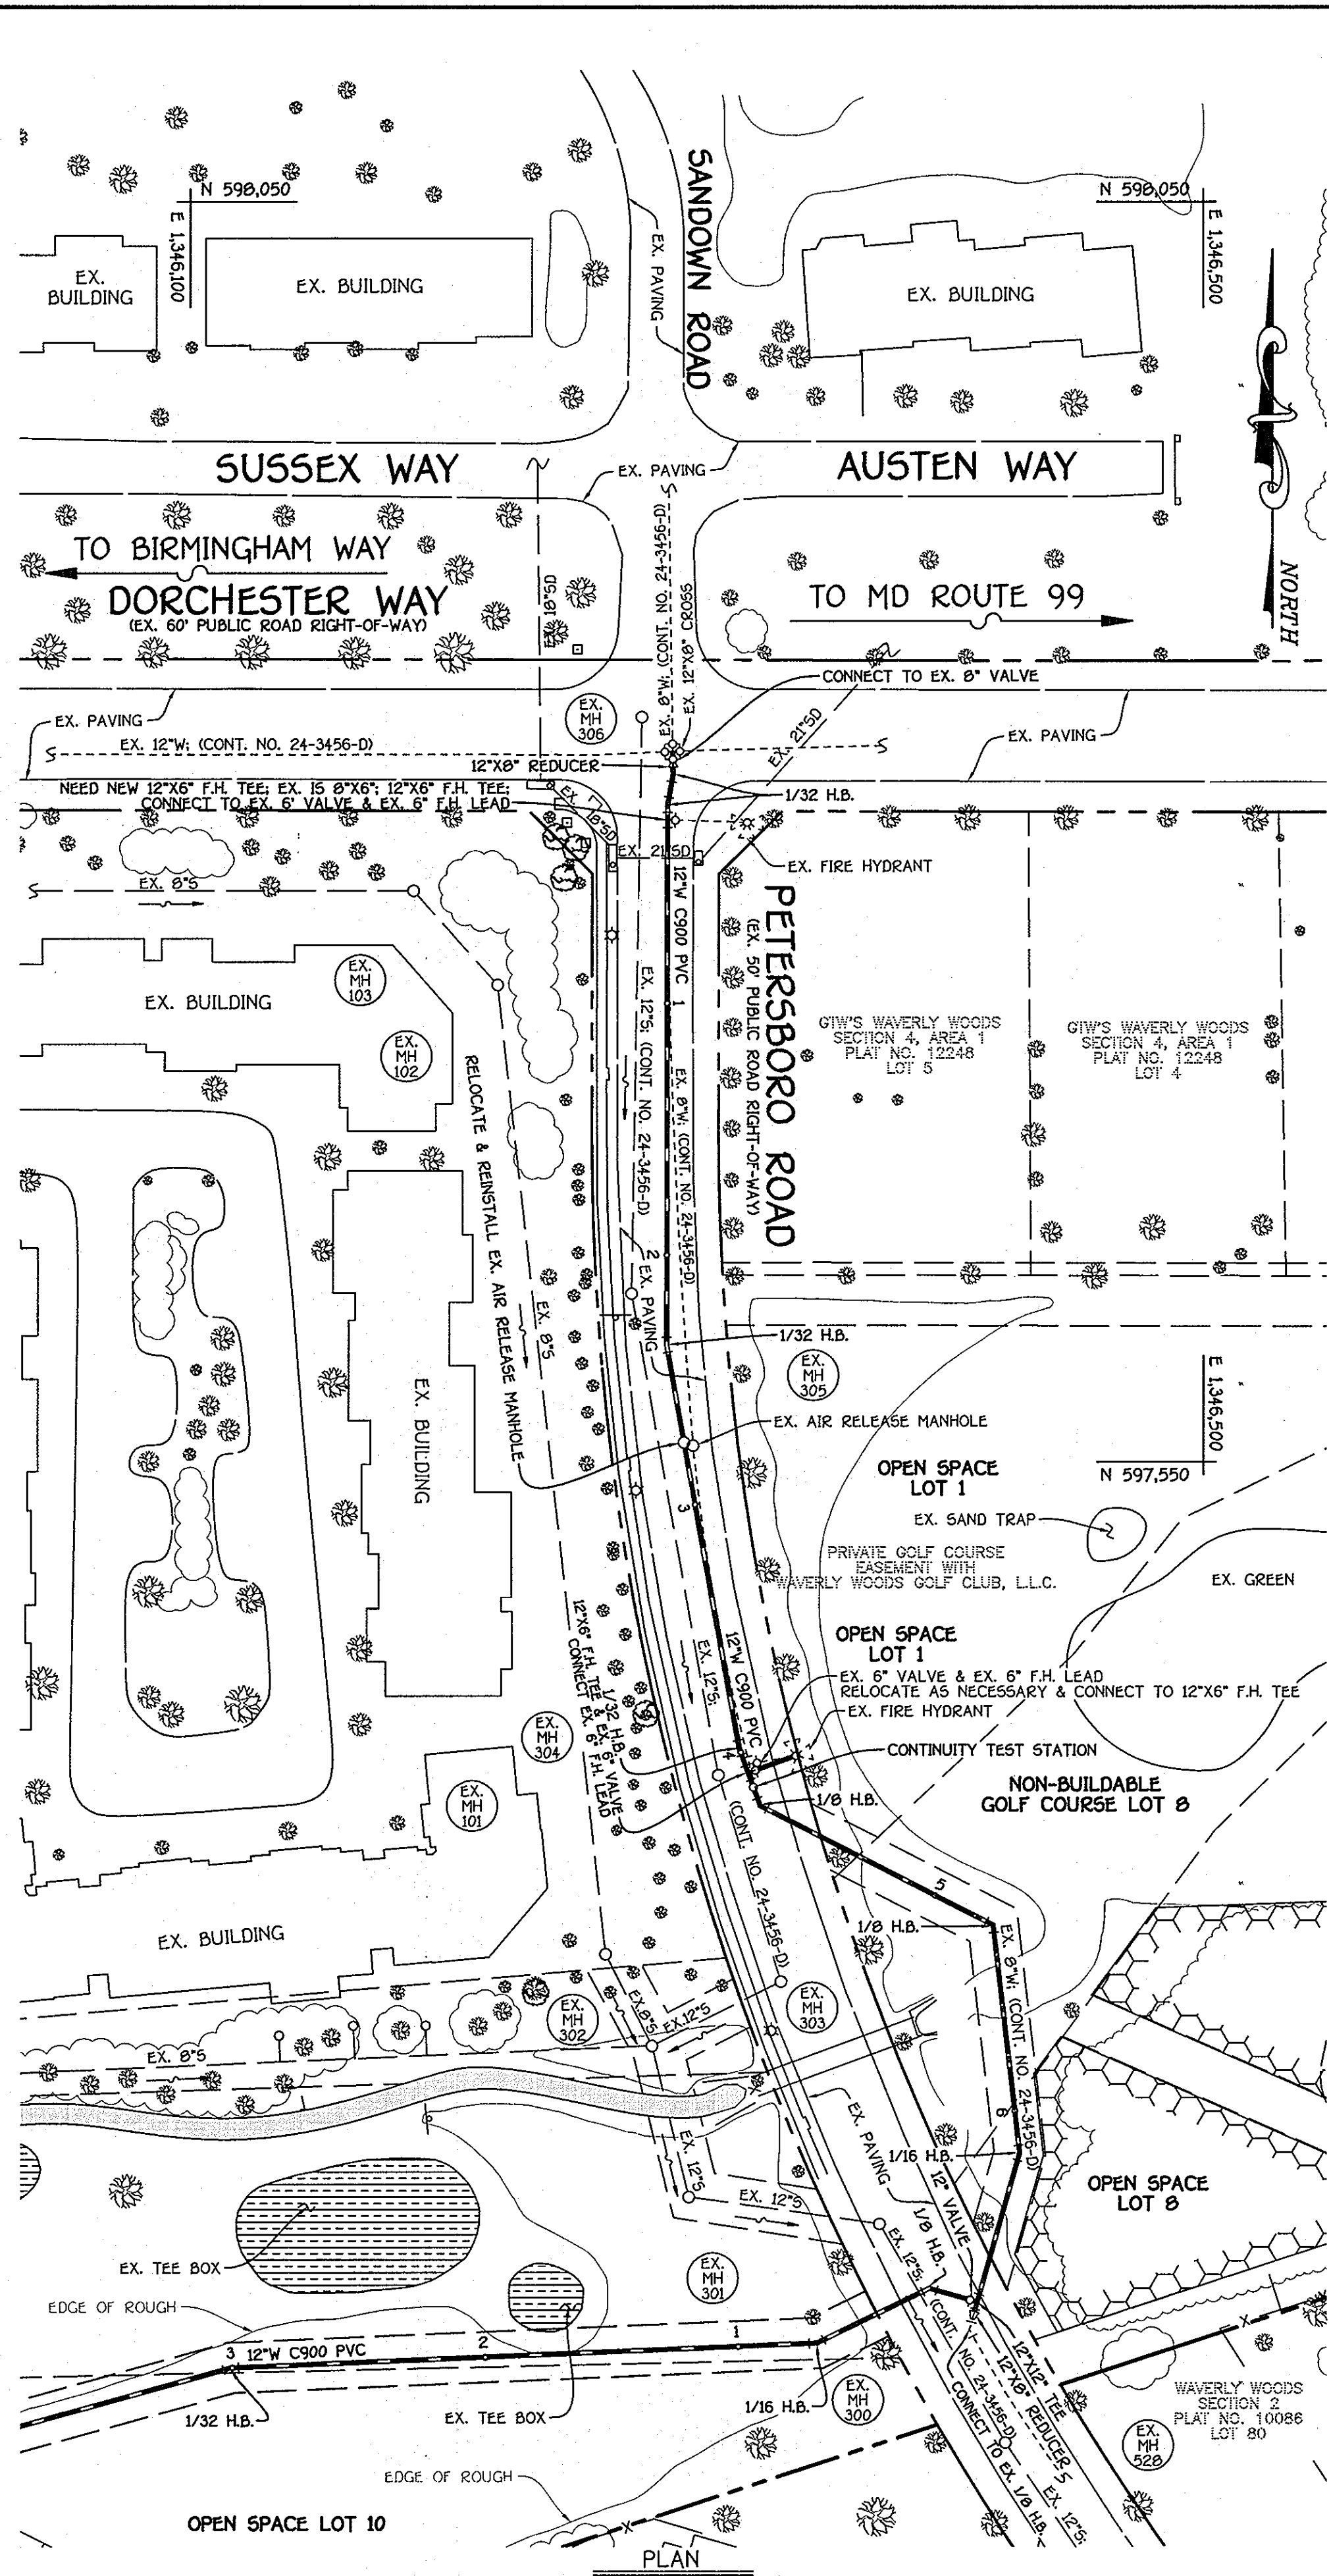 SANDOWN ROAD
N 598,050
E 1,346,100
N 598,050
E 1,346,500
EX. PAVING
EX.
BUILDING
EX. BUILDING
EX. BUILDING
NORTH
SUSSEX WAY
EX. PAVING
AUSTEN WAY
TO BIRMINGHAM WAY
DORCHESTER WAY
(EX. 60' PUBLIC ROAD RIGHT-OF-WAY)
EX. 18"SD
EX. 8"W; (CONT. NO. 24-3456-D)
EX. 12"X8" CROSS
TO MD ROUTE 99
CONNECT TO EX. 8" VALVE
EX. PAVING
EX.
MH
306
EX. 21"SD
EX. PAVING
EX. 12"W; (CONT. NO. 24-3456-D)
S
S
12"X8" REDUCER
NEED NEW 12"X6" F.H. TEE; EX. IS 8"X6"; 12"X6" F.H. TEE;
CONNECT TO EX. 6' VALVE & EX. 6" F.H. LEAD
1/32 H.B.
EX. 18"SD
EX. 21"SD
EX. FIRE HYDRANT
EX. 8"S
12"W C900 PVC
1
PETERSBORO ROAD
(EX. 50' PUBLIC ROAD RIGHT-OF-WAY)
EX. BUILDING
EX.
MH
103
EX.
MH
102
EX. 12"S; (CONT. NO. 24-3456-D)
EX. 8"W; (CONT. NO. 24-3456-D)
GTW'S WAVERLY WOODS
SECTION 4, AREA 1
PLAT NO. 12248
LOT 5
GTW'S WAVERLY WOODS
SECTION 4, AREA 1
PLAT NO. 12248
LOT 4
RELOCATE & REINSTALL EX. AIR RELEASE MANHOLE
2
EX. PAVING
EX. 8"S
1/32 H.B.
EX.
MH
305
EX. BUILDING
EX. AIR RELEASE MANHOLE
E 1,346,500
N 597,550
OPEN SPACE
LOT 1
3
EX. SAND TRAP
PRIVATE GOLF COURSE
EASEMENT WITH
WAVERLY WOODS GOLF CLUB, L.L.C.
EX. GREEN
OPEN SPACE
LOT 1
12"X6" F.H. TEE & EX. 6" VALVE
CONNECT EX. 6" F.H. LEAD
1/32 H.B.
EX. 12"S;
12"W C900 PVC
EX. 6" VALVE & EX. 6" F.H. LEAD
RELOCATE AS NECESSARY & CONNECT TO 12"X6" F.H. TEE
EX. FIRE HYDRANT
EX.
MH
304
4
CONTINUITY TEST STATION
EX.
MH
101
1/8 H.B.
NON-BUILDABLE
GOLF COURSE LOT 8
(CONT. NO. 24-3456-D)
5
1/8 H.B.
EX. BUILDING
EX. 8"W; (CONT. NO. 24-3456-D)
EX.
MH
302
EX.8"S
EX.12"S
EX.
MH
303
EX. 8"S
6
EX. PAVING
1/16 H.B.
12" VALVE
EX. 12"S
EX. 12"S
OPEN SPACE
LOT 8
1/8 H.B.
EX. TEE BOX
EX.
MH
301
EX. 12"S;
(CONT. NO. 24-3456-D)
EDGE OF ROUGH
3
12"W C900 PVC
2
1
12"X12" TEE
12"X8" REDUCER
CONNECT TO EX. 1/8 H.B.
1/32 H.B.
EX. TEE BOX
1/16 H.B.
EX.
MH
300
WAVERLY WOODS
SECTION 2
PLAT NO. 10086
LOT 80
EX.
MH
528
EX. 12"S;
EDGE OF ROUGH
OPEN SPACE LOT 10
PLAN